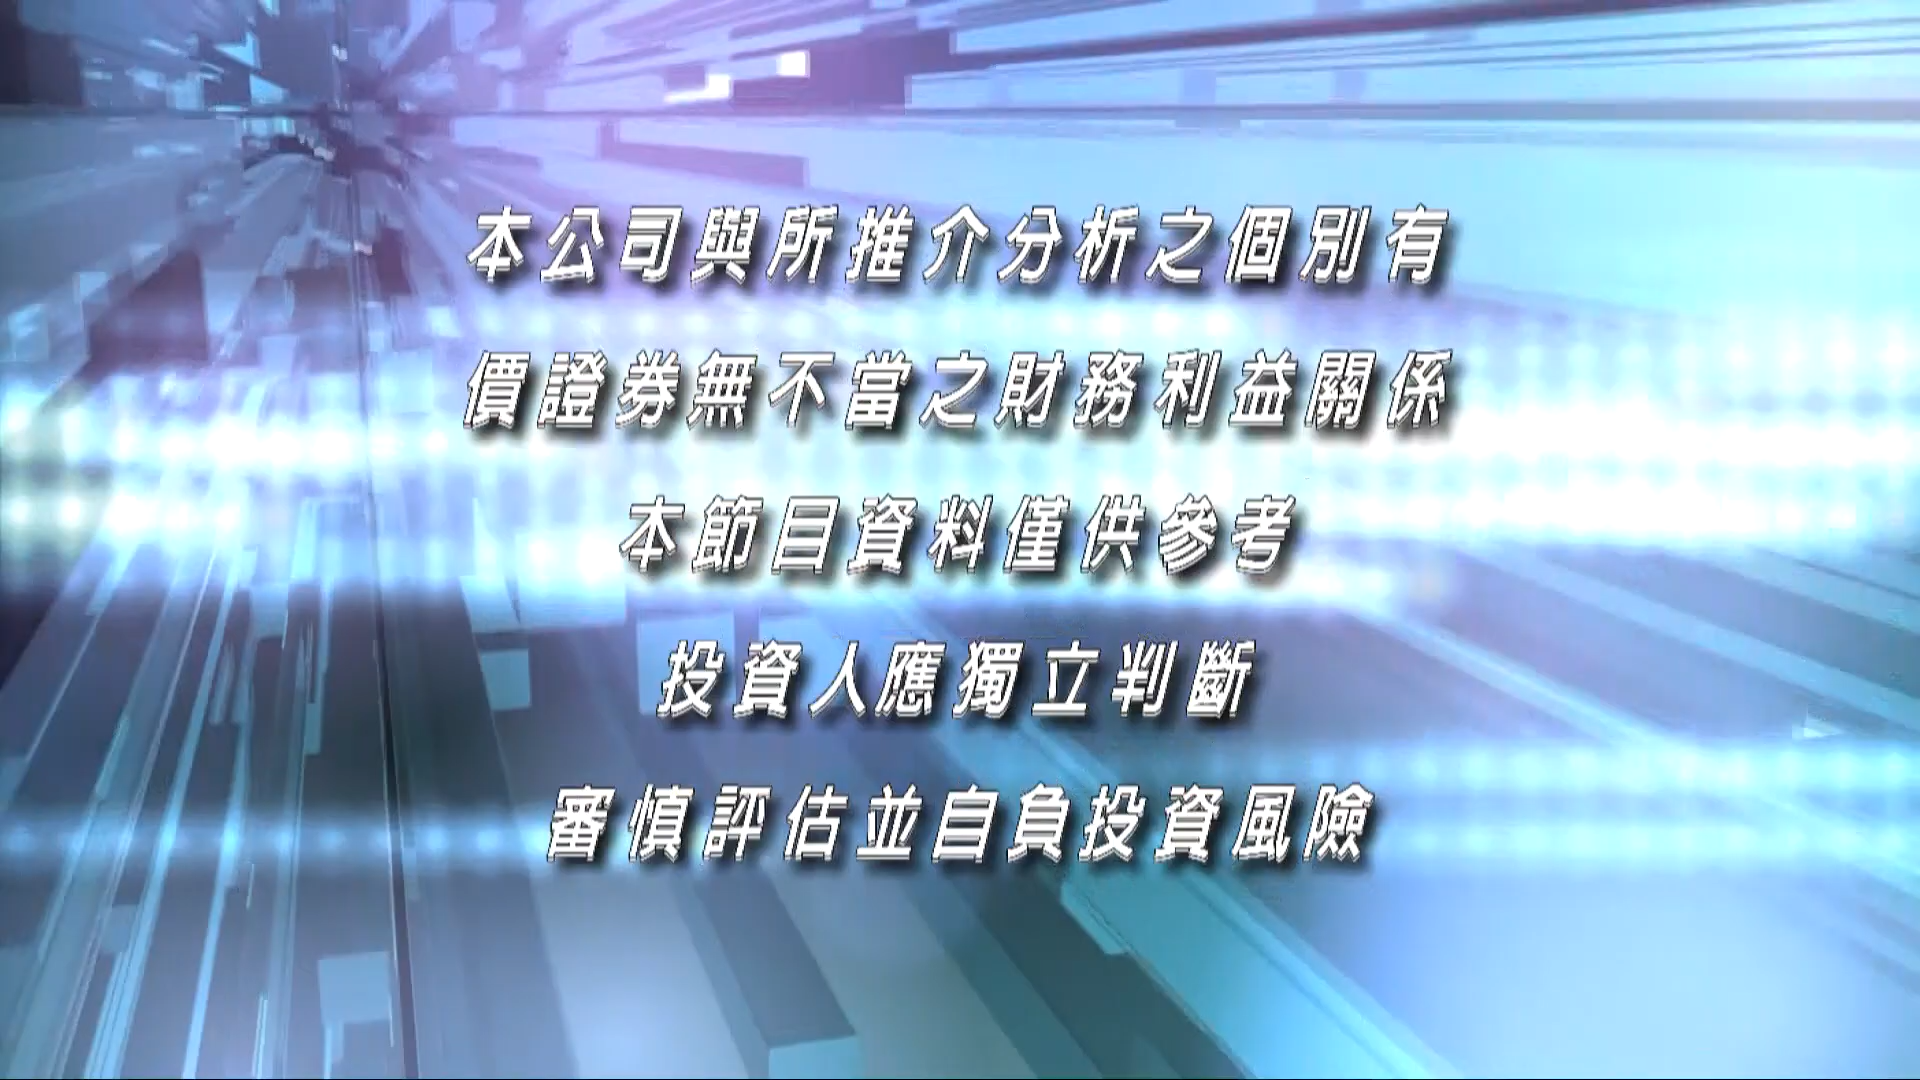 本公司與所推介分析之個別有
價證券無不當之財務利益關係
本節目資料僅供參考
投資人應獨立判斷
審慎評估並自負投資風險